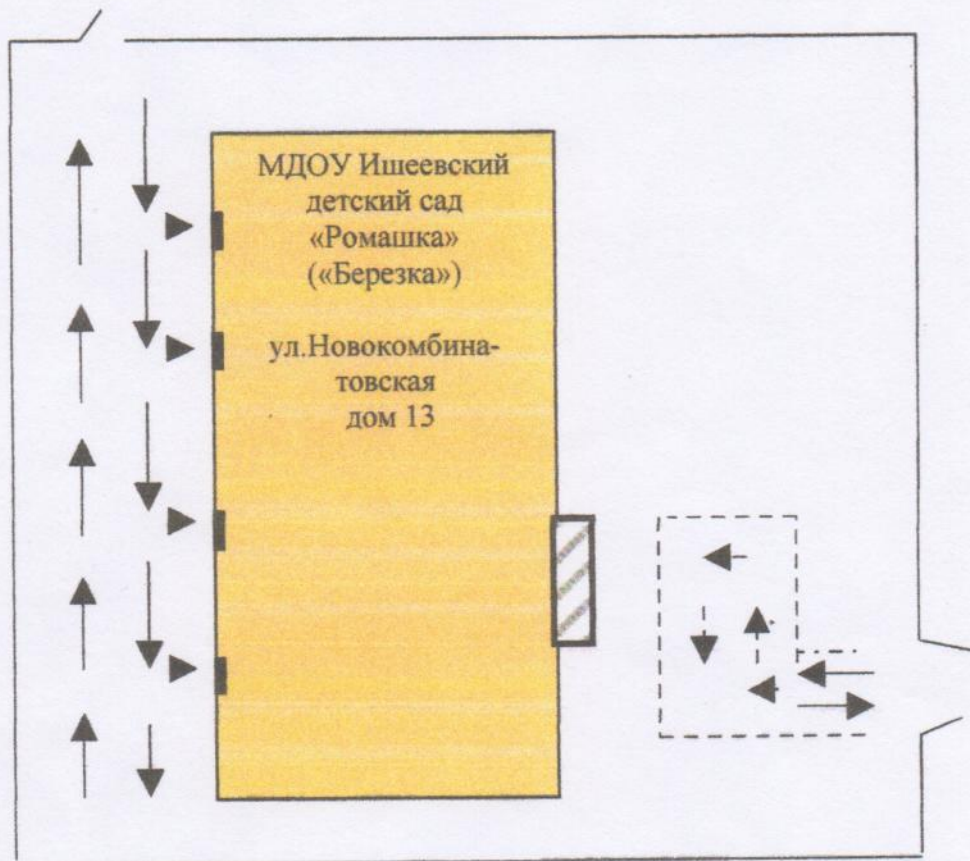 МДОУ Ишеевский
детский сад
«Ромашка»
(«Березка»)
ул.Новокомбина-
товская
дом 13